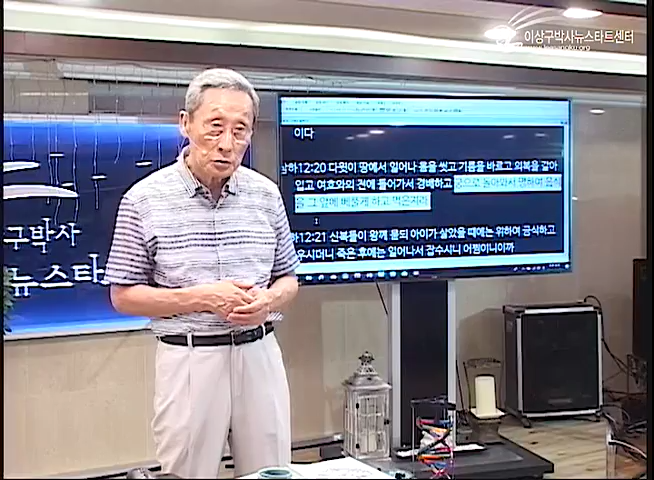 이상구박사뉴스타트센터
이다
삼하12:20 다윗이 땅에서 일어나 몸을 씻고 기름을 바르고 의복을 갈아
입고 여호와의 전에 들어가서 경배하고 궁으로 돌아와서 명하여 음식
을 그 앞에 베풀게 하고 먹은지라
하12:21 신복들이 왕께 묻되 아이가 살았을 때에는 위하여 금식하고
우시더니 죽은 후에는 일어나서 잡수시니 어찜이니이까
구박사
뉴스타